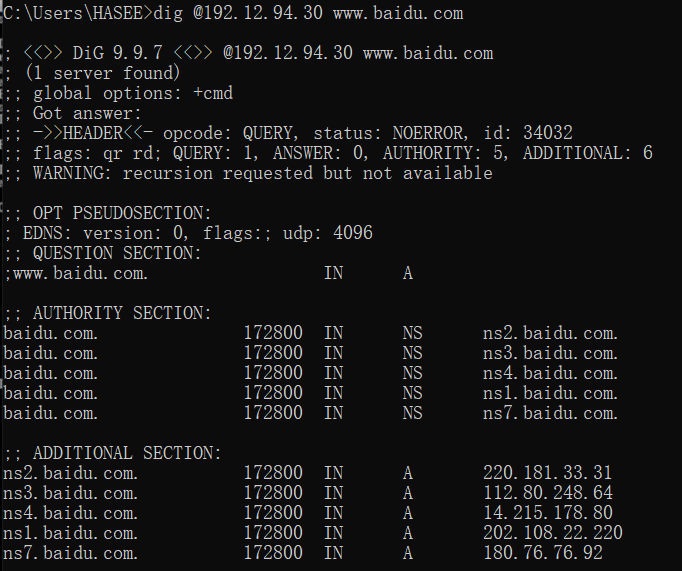 C:\Users\HASEE>dig @192.12.94.30 www.baidu.com
; <<>> DiG 9.9.7 <<>> @192.12.94.30 www.baidu.com
; (1 server found)
;; global options: +cmd
;; Got answer:
;; ->>HEADER<<- opcode: QUERY, status: NOERROR, id: 34032
;; flags: qr rd; QUERY: 1, ANSWER: 0, AUTHORITY: 5, ADDITIONAL: 6
;; WARNING: recursion requested but not available
;; OPT PSEUDOSECTION:
; EDNS: version: 0, flags:; udp: 4096
;; QUESTION SECTION:
;www.baidu.com. IN A
;; AUTHORITY SECTION:
baidu.com. 172800 IN NS ns2.baidu.com.
baidu.com. 172800 IN NS ns3.baidu.com.
baidu.com. 172800 IN NS ns4.baidu.com.
baidu.com. 172800 IN NS ns1.baidu.com.
baidu.com. 172800 IN NS ns7.baidu.com.
;; ADDITIONAL SECTION:
ns2.baidu.com. 172800 IN A 220.181.33.31
ns3.baidu.com. 172800 IN A 112.80.248.64
ns4.baidu.com. 172800 IN A 14.215.178.80
ns1.baidu.com. 172800 IN A 202.108.22.220
ns7.baidu.com. 172800 IN A 180.76.76.92